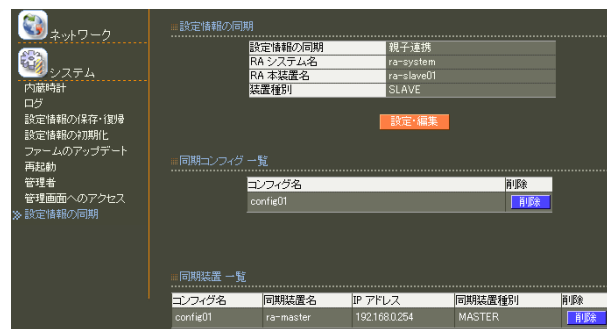 ネットワーク
システム
内蔵時計
ログ
設定情報の保存・復帰
設定情報の初期化
ファームのアップデート
再起動
管理者
管理画面へのアクセス
設定情報の同期
設定情報の同期
設定情報の同期 親子連携
RA システム名 ra-system
RA 本装置名 ra-slave01
装置種別 SLAVE
設定・編集
同期コンフィグ 一覧
コンフィグ名 削除
config01 削除
同期装置 一覧
コンフィグ名 同期装置名 IP アドレス 同期装置種別 削除
config01 ra-master 192.168.0.254 MASTER 削除